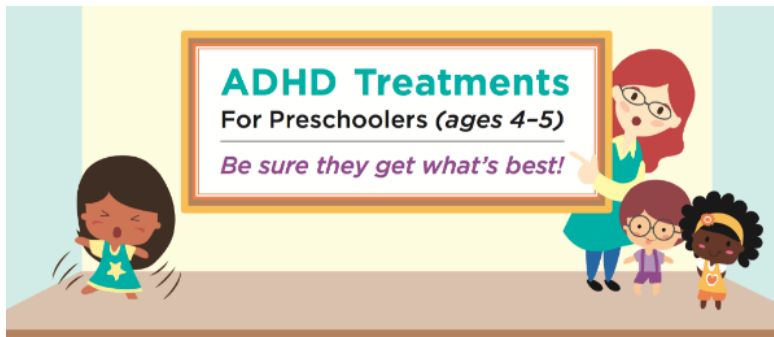 ADHD Treatments
For Preschoolers (ages 4–5)
Be sure they get what's best!